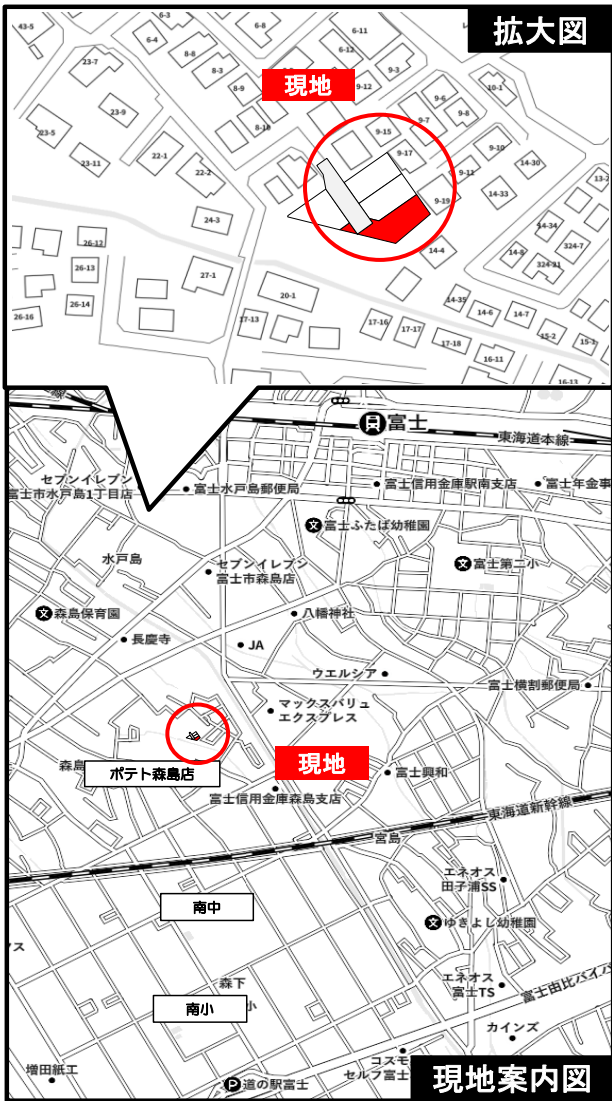 拡大図
43-5
6-4
6-8
6-11
6-12
8-8
23-7
8-3
9-3
現地
8-9
9-12
9-6
10-1
23-9
9-8
8-10
9-15
9-7
23-5
22-1
9-10
23-11
9-17
14-30
22-2
9-11
13-2
14-33
9-19
24-3
14-34
26-12
324-7
14-4
14-8
26-13
324-21
27-1
20-1
14-35
26-14
14-6
14-7
26-16
17-13
17-16
17-17
15-2
15-3
17-18
16-11
16-13
富士
東海道本線
セブンイレブン
富士市水戸島1丁目店
富士水戸島郵便局
富士信用金庫駅南支店
富士年金事
文 富士ふたば幼稚園
水戸島
セブンイレブン
富士市森島店
文 富士第二小
文 森島保育園
八幡神社
長慶寺
JA
ウエルシア
富士横割郵便局
マックスバリュ
エクスプレス
森島
ポテト森島店
現地
富士興和
富士信用金庫森島支店
東海道新幹線
宮島
エネオス
田子浦SS
南中
文 ゆきよし幼稚園
ス
エネオス
富士TS
森下
富士由比バイパ
南小
小
カインズ
増田紙工
コスモ
セルフ富士
P 道の駅富士
現地案内図